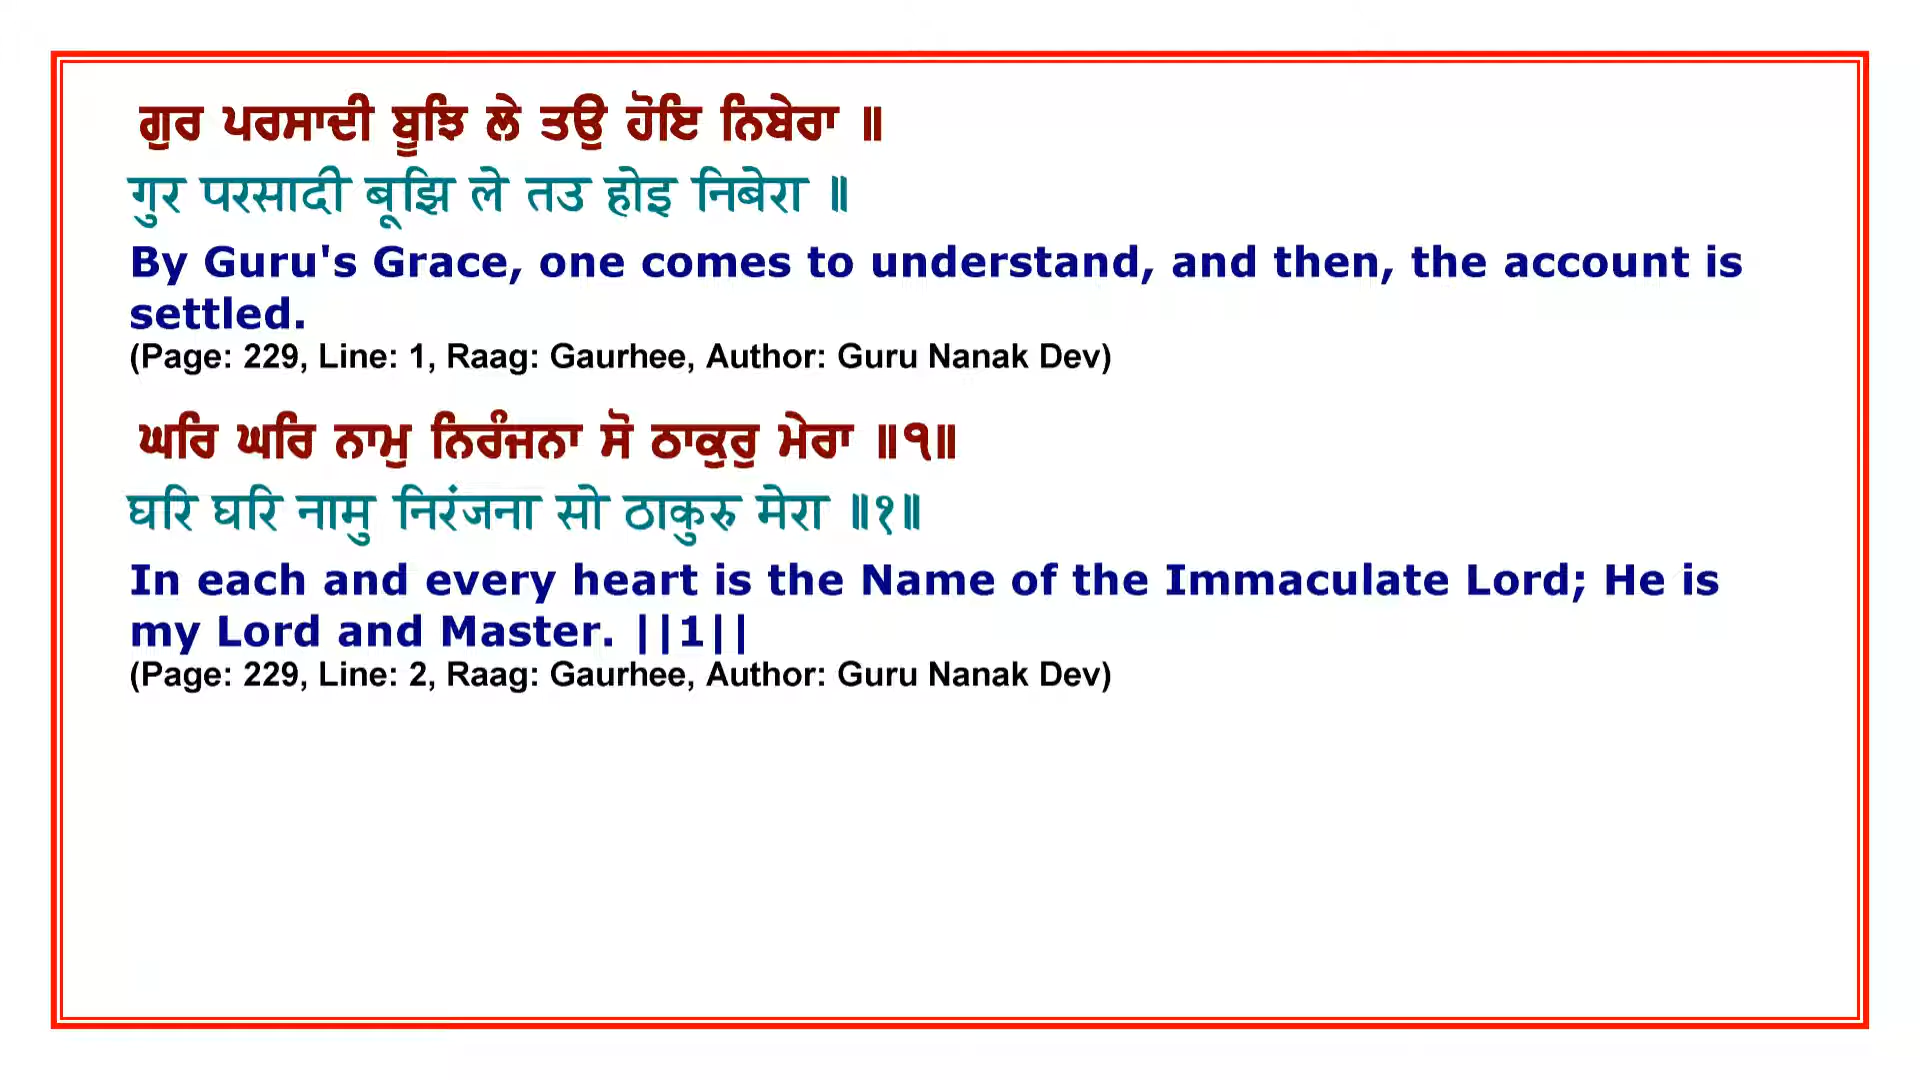 ਗੁਰ ਪਰਸਾਦੀ ਬੂਝਿ ਲੇ ਤਉ ਹੋਇ ਨਿਬੇਰਾ ॥
गुर परसादी बूझि ले तउ होइ निबेरा ॥
By Guru's Grace, one comes to understand, and then, the account is
settled.
(Page: 229, Line: 1, Raag: Gaurhee, Author: Guru Nanak Dev)
ਘਰਿ ਘਰਿ ਨਾਮੁ ਨਿਰੰਜਨਾ ਸੋ ਠਾਕੁਰੁ ਮੇਰਾ ॥੧॥
घरि घरि नामु निरंजना सो ठाकुरु मेरा ॥१॥
In each and every heart is the Name of the Immaculate Lord; He is
my Lord and Master. ||1||
(Page: 229, Line: 2, Raag: Gaurhee, Author: Guru Nanak Dev)